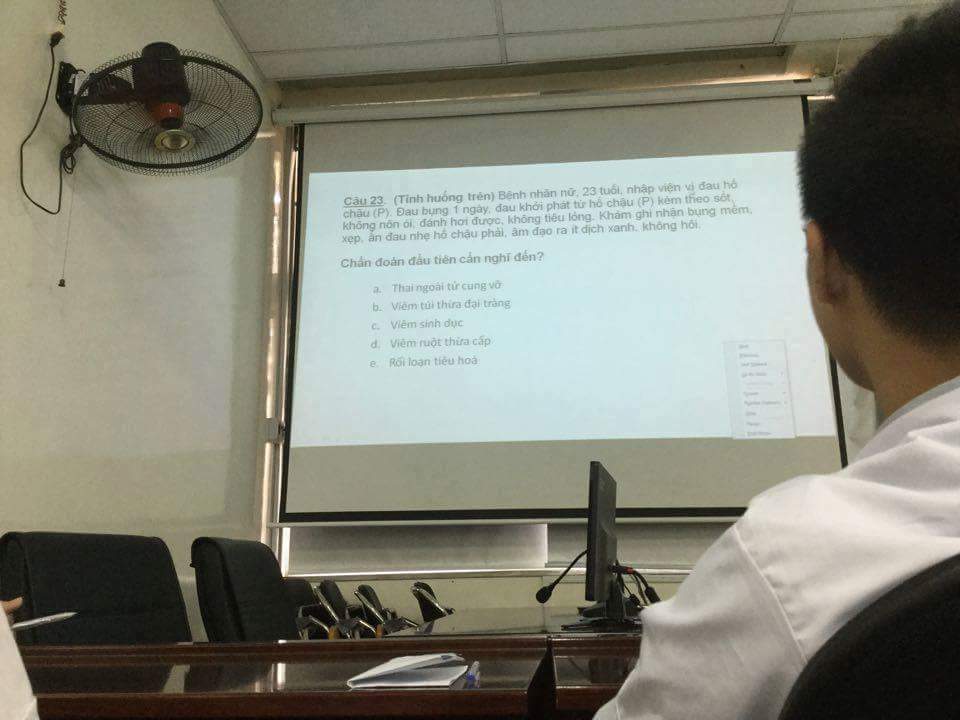 Câu 23. (Tình huống trên) Bệnh nhân nữ, 23 tuổi, nhập viện vì đau hố
chậu (P). Đau bụng 1 ngày, đau khởi phát từ hố chậu (P) kèm theo sốt,
không nôn ói, đánh hơi được, không tiêu lỏng. Khám ghi nhận bụng mềm,
xẹp, ấn đau nhẹ hố chậu phải, âm đạo ra ít dịch xanh, không hôi.
Chẩn đoán đầu tiên cần nghĩ đến?
a. Thai ngoài tử cung vỡ
b. Viêm túi thừa đại tràng
c. Viêm sinh dục
d. Viêm ruột thừa cấp
e. Rối loạn tiêu hoá